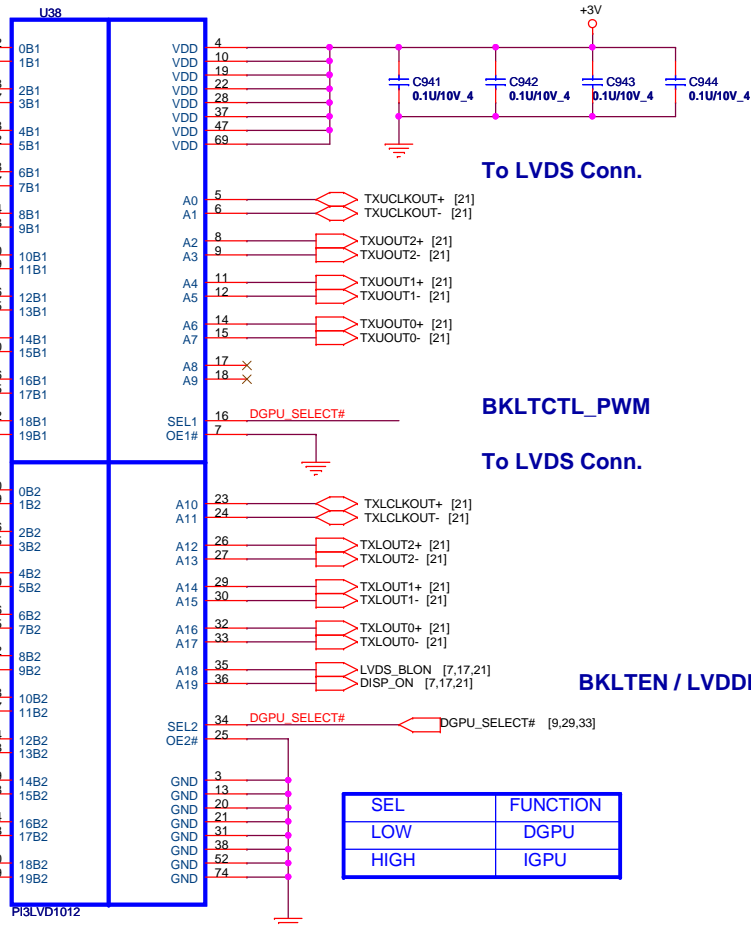 U38
+3V
0B1
1B1
2B1
3B1
4B1
5B1
6B1
7B1
8B1
9B1
10B1
11B1
12B1
13B1
14B1
15B1
16B1
17B1
18B1
19B1
VDD 4
VDD 10
VDD 19
VDD 22
VDD 28
VDD 37
VDD 47
VDD 69
C941
0.1U/10V_4
C942
0.1U/10V_4
C943
0.1U/10V_4
C944
0.1U/10V_4
To LVDS Conn.
A0 5 TXUCLKOUT+ [21]
A1 6 TXUCLKOUT- [21]
A2 8 TXUOUT2+ [21]
A3 9 TXUOUT2- [21]
A4 11 TXUOUT1+ [21]
A5 12 TXUOUT1- [21]
A6 14 TXUOUT0+ [21]
A7 15 TXUOUT0- [21]
A8 17
A9 18
BKLTCTL_PWM
SEL1 16 DGPU_SELECT#
OE1# 7
To LVDS Conn.
0B2
1B2
2B2
3B2
4B2
5B2
6B2
7B2
8B2
9B2
10B2
11B2
12B2
13B2
14B2
15B2
16B2
17B2
18B2
19B2
A10 23 TXLCLKOUT+ [21]
A11 24 TXLCLKOUT- [21]
A12 26 TXLOUT2+ [21]
A13 27 TXLOUT2- [21]
A14 29 TXLOUT1+ [21]
A15 30 TXLOUT1- [21]
A16 32 TXLOUT0+ [21]
A17 33 TXLOUT0- [21]
A18 35 LVDS_BLON [7,17,21]
A19 36 DISP_ON [7,17,21]
BKLTEN /
SEL2 34 DGPU_SELECT# DGPU_SELECT# [9,29,33]
OE2# 25
GND 3
GND 13
GND 20
GND 21
GND 31
GND 38
GND 52
GND 74
SEL FUNCTION
LOW DGPU
HIGH IGPU
PI3LVD1012